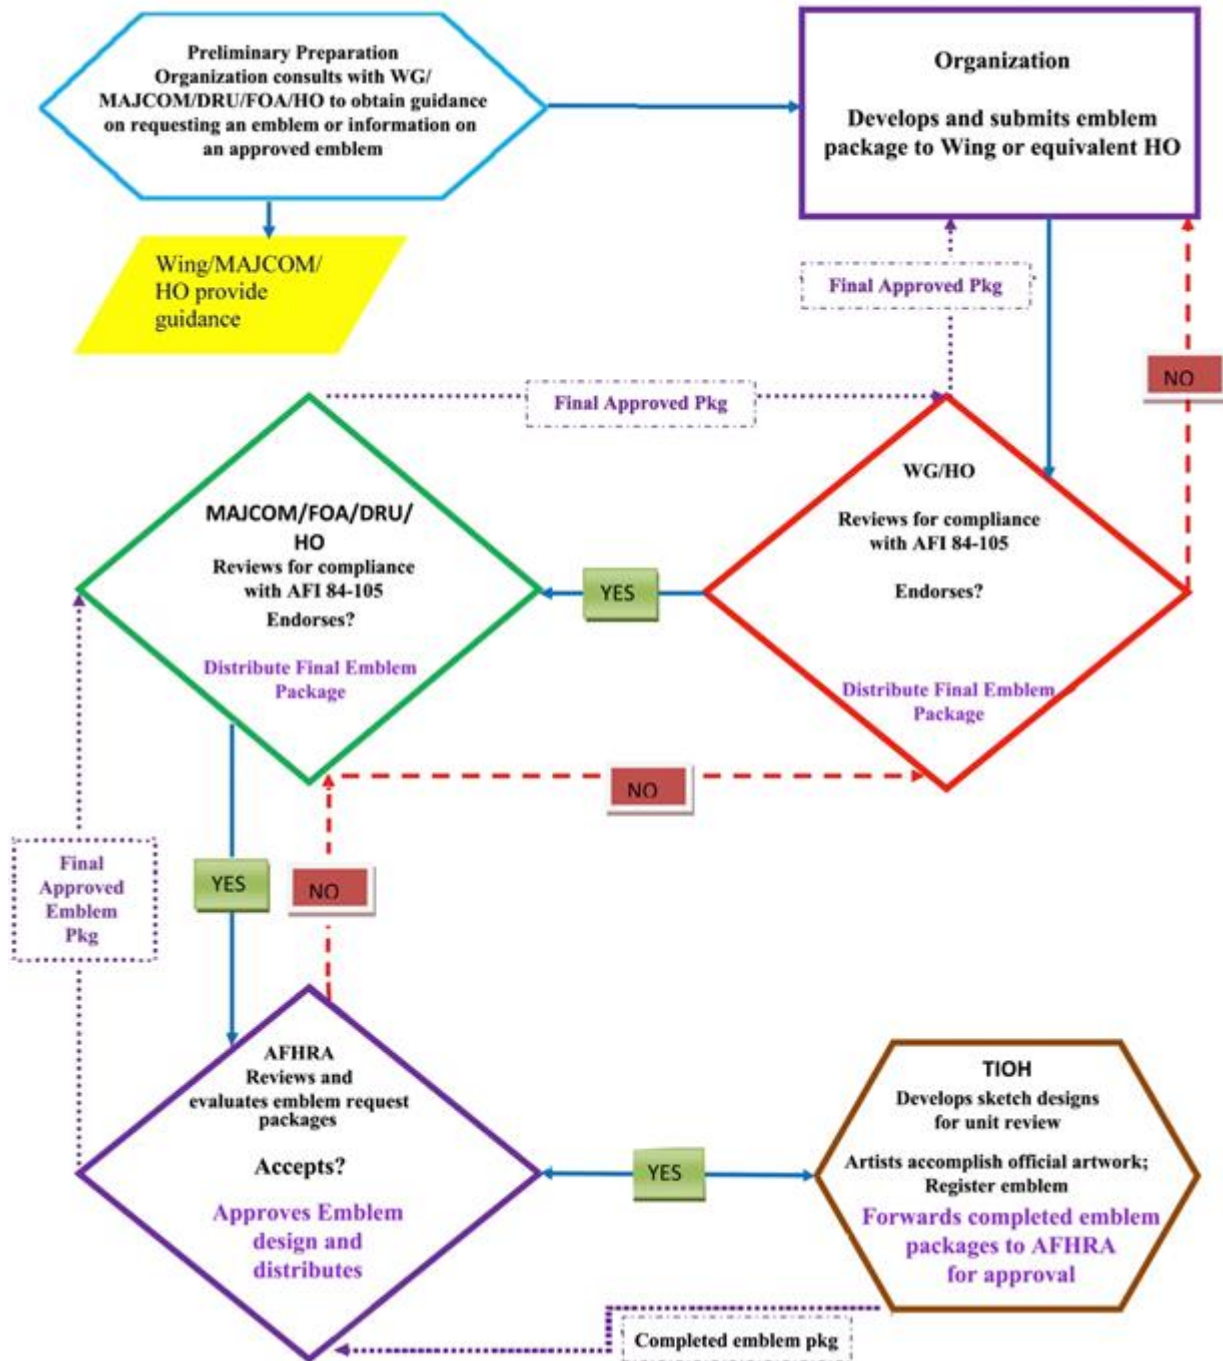 Preliminary Preparation
Organization consults with WG/
MAJCOM/DRU/FOA/HO to obtain guidance
on requesting an emblem or information on
an approved emblem
Organization
Develops and submits emblem
package to Wing or equivalent HO
Wing/MAJCOM/
HO provide
guidance
Final Approved Pkg
NO
Final Approved Pkg
MAJCOM/FOA/DRU/
HO
Reviews for compliance
with AFI 84-105
Endorses?
Distribute Final Emblem
Package
YES
WG/HO
Reviews for compliance
with AFI 84-105
Endorses?
Distribute Final Emblem
Package
NO
Final
Approved
Emblem
Pkg
YES
NO
AFHRA
Reviews and
evaluates emblem request
packages
Accepts?
Approves Emblem
design and
distributes
YES
TIOH
Develops sketch designs
for unit review
Artists accomplish official artwork;
Register emblem
Forwards completed emblem
packages to AFHRA
for approval
Completed emblem pkg